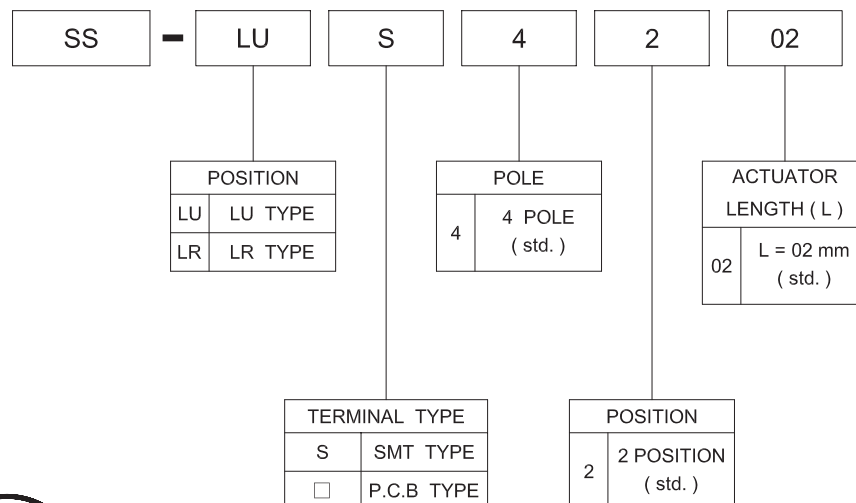 SS - LU S 4 2 02
POSITION
LU LU TYPE
LR LR TYPE
POLE
4 4 POLE
( std. )
ACTUATOR
LENGTH ( L )
02 L = 02 mm
( std. )
TERMINAL TYPE
S SMT TYPE
□ P.C.B TYPE
POSITION
2 2 POSITION
( std. )